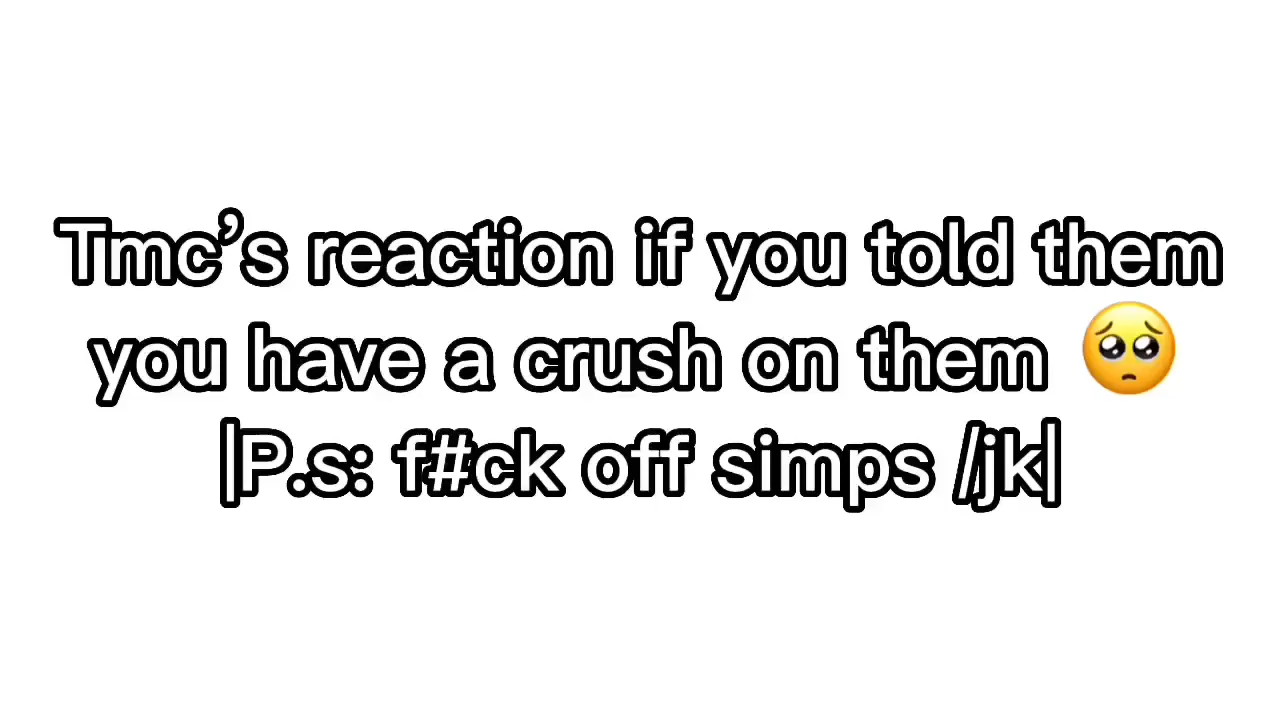 Tmc’s reaction if you told them
you have a crush on them 🥺
|P.s: f#ck off simps /jk|